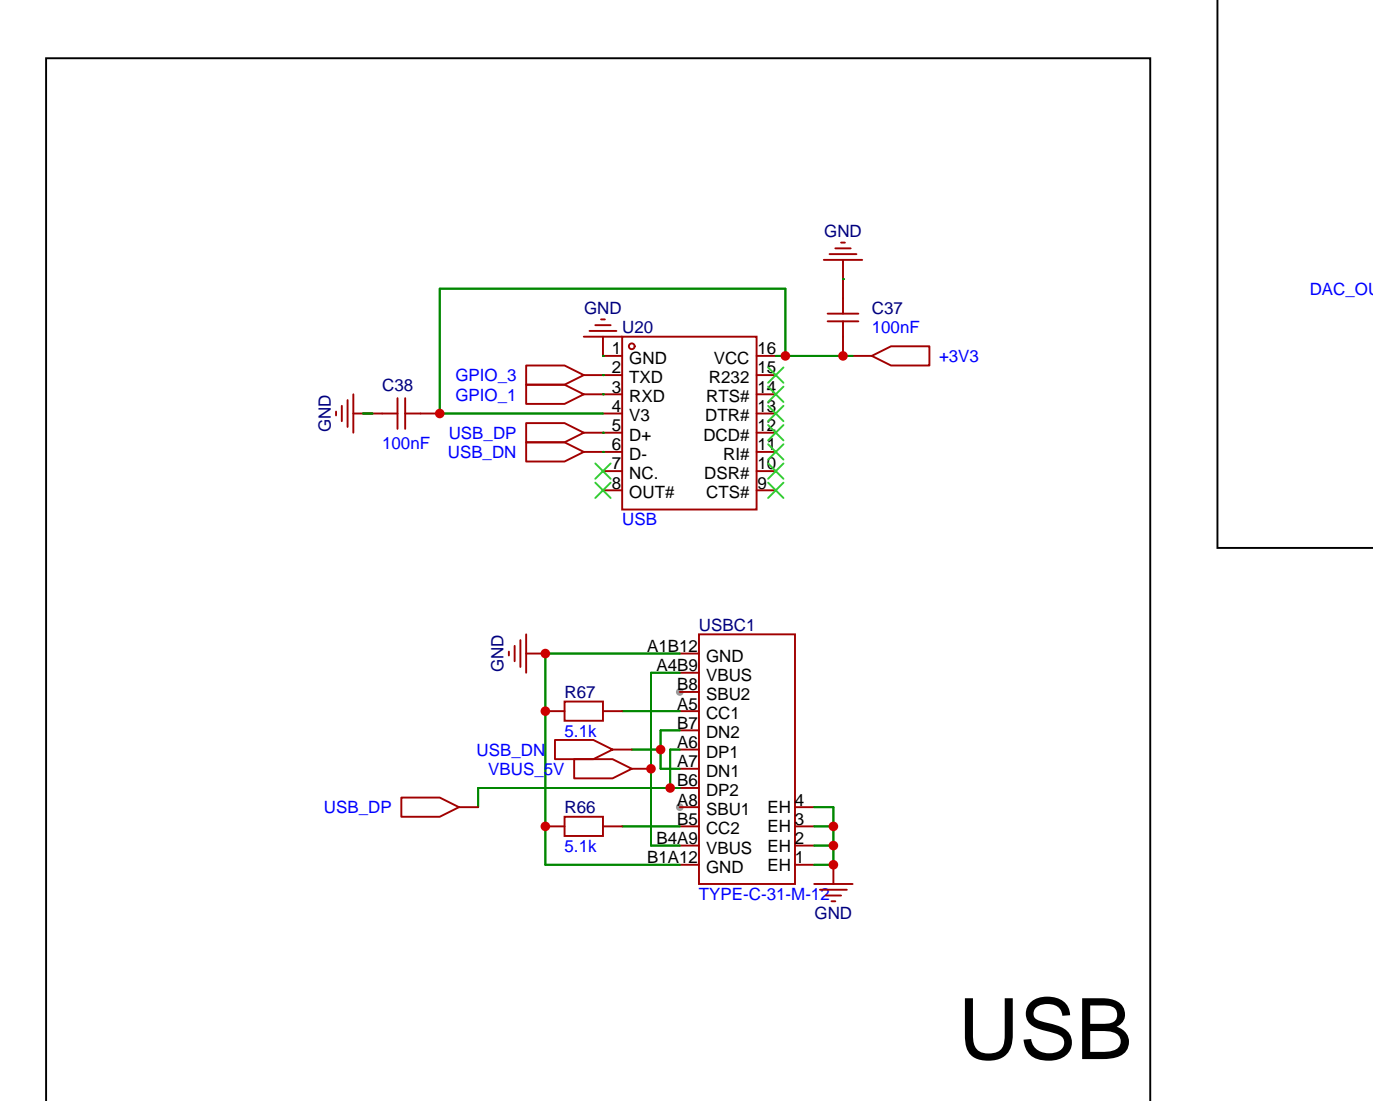 GND
DAC_OU
GND
C37
100nF
U20
+3V3
1
GND
VCC
16
GPIO_3
2
TXD
R232
15
GPIO_1
3
RXD
RTS#
14
C38
GND
100nF
4
V3
DTR#
13
USB_DP
5
D+
DCD#
12
USB_DN
6
D-
RI#
11
7
NC.
DSR#
10
8
OUT#
CTS#
9
USB
USBC1
GND
A1B12
GND
A4B9
VBUS
B8
SBU2
R67
5.1k
A5
CC1
B7
DN2
USB_DN
A6
DP1
VBUS_5V
A7
DN1
B6
DP2
USB_DP
A8
SBU1
EH
4
R66
5.1k
B5
CC2
EH
3
B4A9
VBUS
EH
2
B1A12
GND
EH
1
TYPE-C-31-M-12
GND
USB